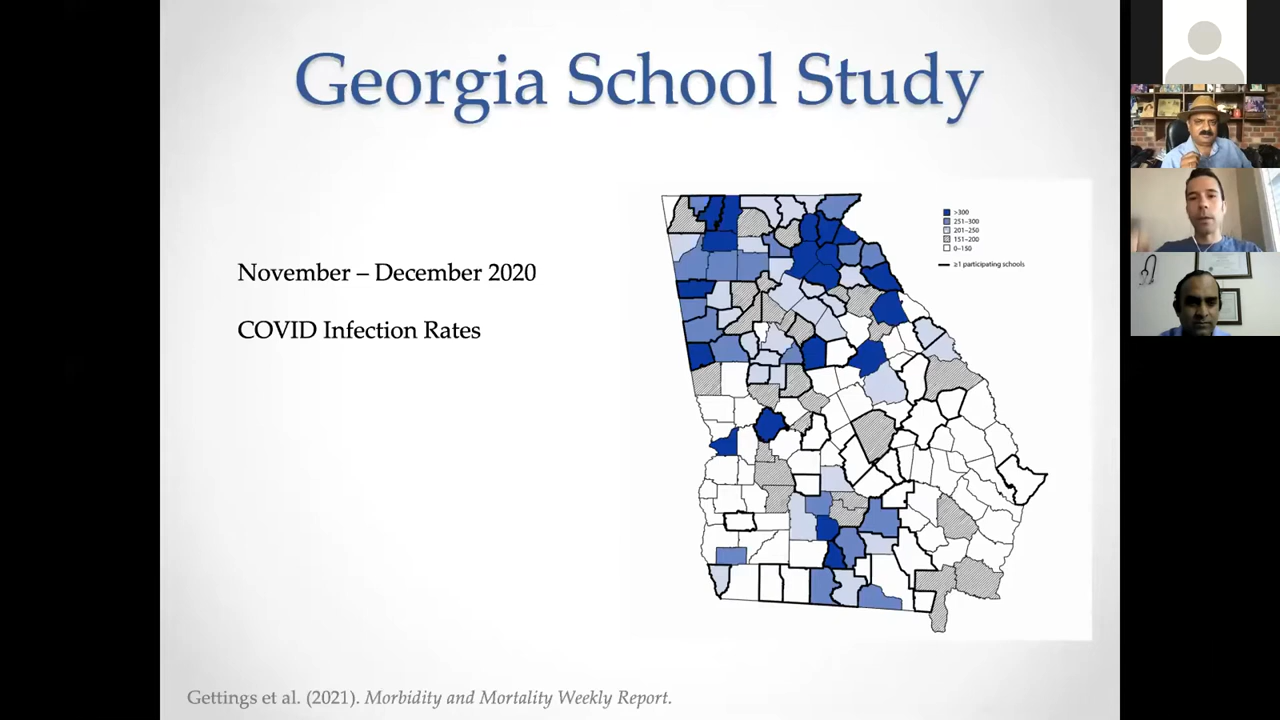 Georgia School Study
November – December 2020
COVID Infection Rates
>300
251–300
201–250
151–200
0–150
≥1 participating schools
Gettings et al. (2021). Morbidity and Mortality Weekly Report.